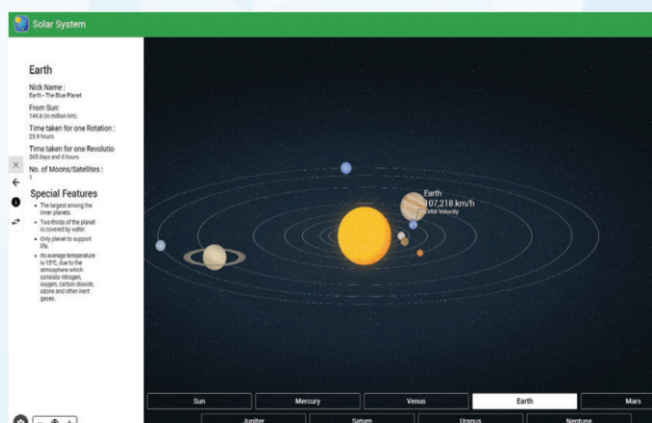 Solar System
Earth
Nick Name :
Earth - The Blue Planet
From Sun:
149.6 (in million km).
Time taken for one Rotation :
23.9 hours
Time taken for one Revolutio
365 days and 6 hours
No. of Moons/Satellites :
1
Special Features
• The largest among the
inner planets.
• Two-thirds of the planet
is covered by water.
• Only planet to support
life.
• Its average temperature
is 15°C, due to the
atmosphere which
consists nitrogen,
oxygen, carbon dioxide,
ozone and other inert
gases.
Earth
107,218 km/h
Orbit Velocity
Sun Mercury Venus Earth Mars
Jupiter Saturn Uranus Neptune